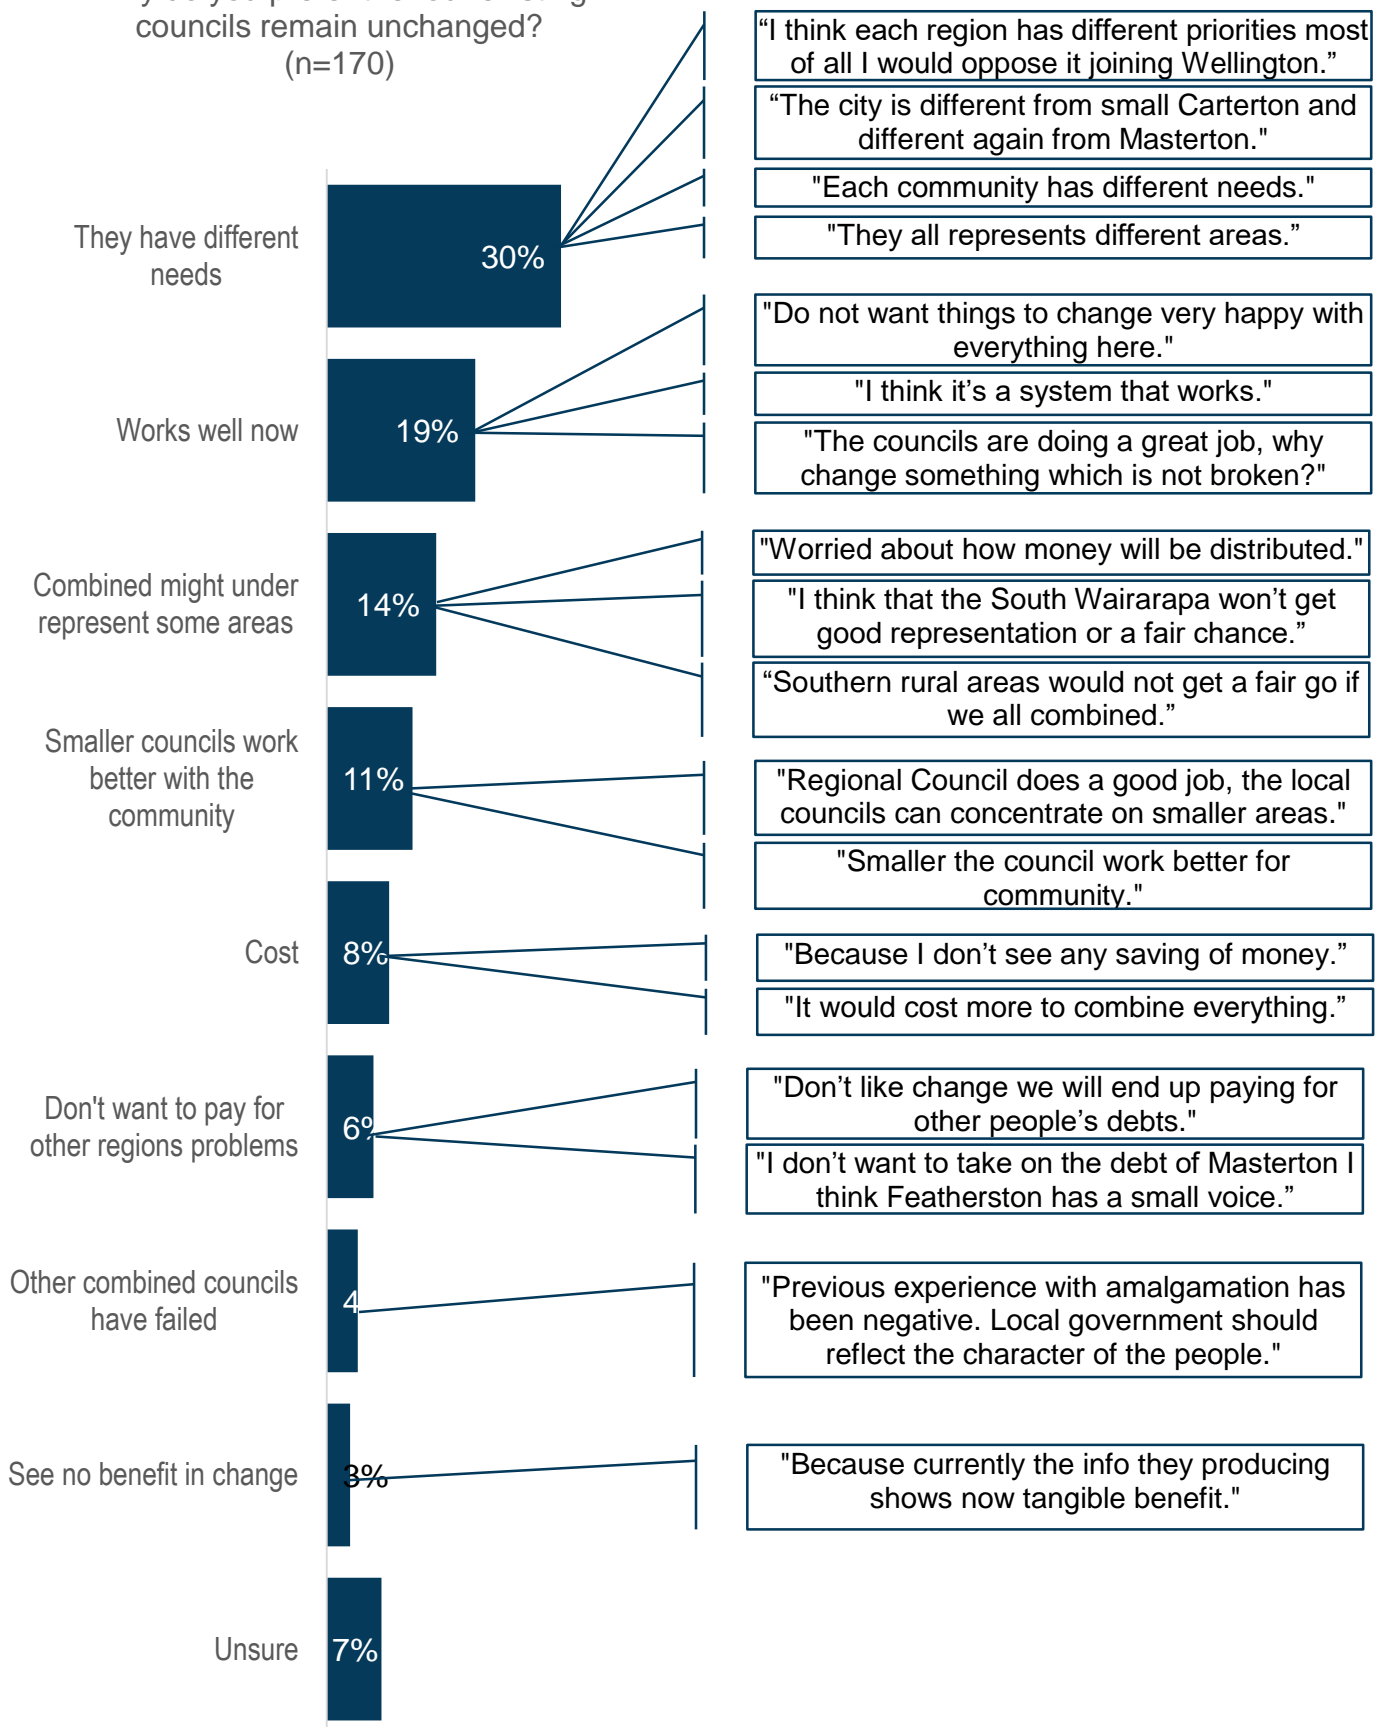 councils remain unchanged?
(n=170)
They have different
needs
30%
“I think each region has different priorities most
of all I would oppose it joining Wellington.”
“The city is different from small Carterton and
different again from Masterton."
"Each community has different needs."
"They all represents different areas.”
Works well now
19%
"Do not want things to change very happy with
everything here."
"I think it’s a system that works."
"The councils are doing a great job, why
change something which is not broken?"
Combined might under
represent some areas
14%
"Worried about how money will be distributed."
"I think that the South Wairarapa won’t get
good representation or a fair chance.”
“Southern rural areas would not get a fair go if
we all combined.”
Smaller councils work
better with the
community
11%
"Regional Council does a good job, the local
councils can concentrate on smaller areas."
"Smaller the council work better for
community."
Cost
8%
"Because I don’t see any saving of money.”
"It would cost more to combine everything.”
Don't want to pay for
other regions problems
6%
"Don’t like change we will end up paying for
other people’s debts."
"I don’t want to take on the debt of Masterton I
think Featherston has a small voice.”
Other combined councils
have failed
4
"Previous experience with amalgamation has
been negative. Local government should
reflect the character of the people."
See no benefit in change
3%
"Because currently the info they producing
shows now tangible benefit."
Unsure
7%